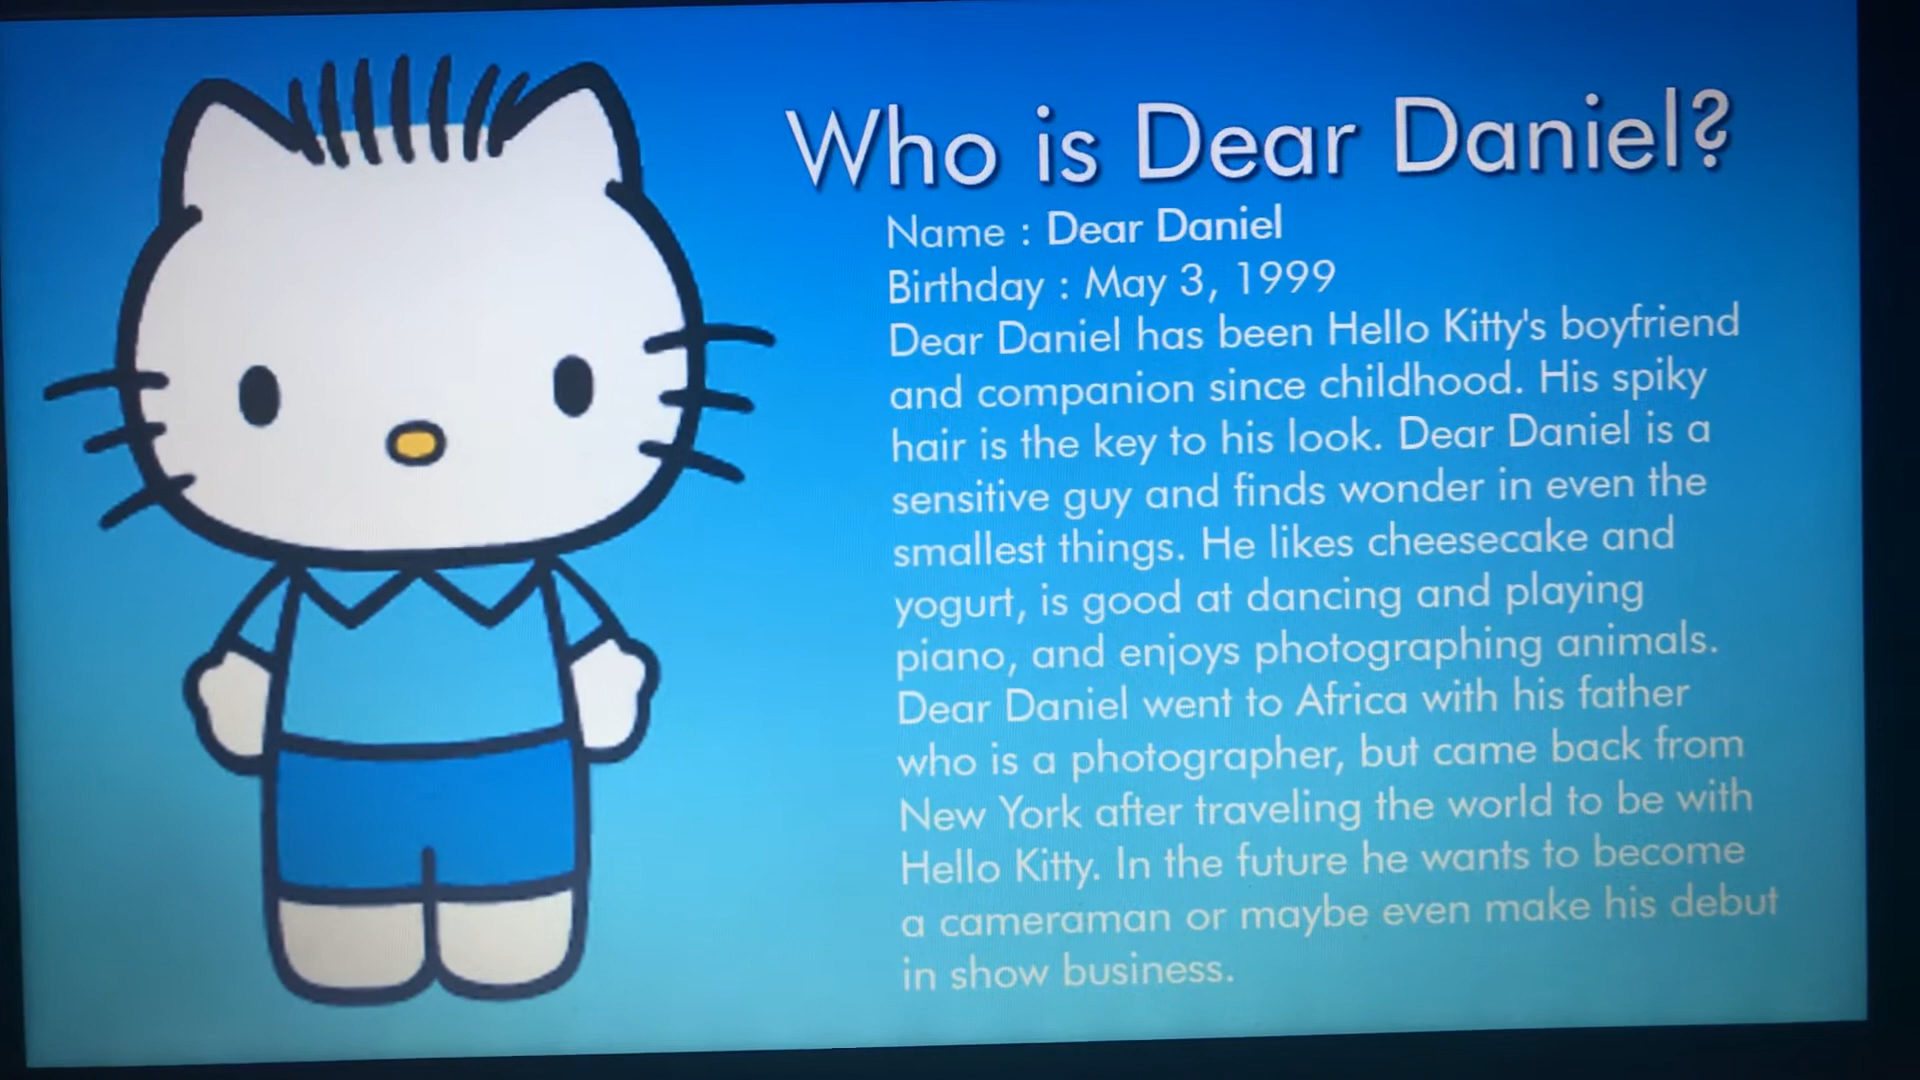 Who is Dear Daniel?
Name : Dear Daniel
Birthday : May 3, 1999
Dear Daniel has been Hello Kitty's boyfriend
and companion since childhood. His spiky
hair is the key to his look. Dear Daniel is a
sensitive guy and finds wonder in even the
smallest things. He likes cheesecake and
yogurt, is good at dancing and playing
piano, and enjoys photographing animals.
Dear Daniel went to Africa with his father
who is a photographer, but came back from
New York after traveling the world to be with
Hello Kitty. In the future he wants to become
a cameraman or maybe even make his debut
in show business.